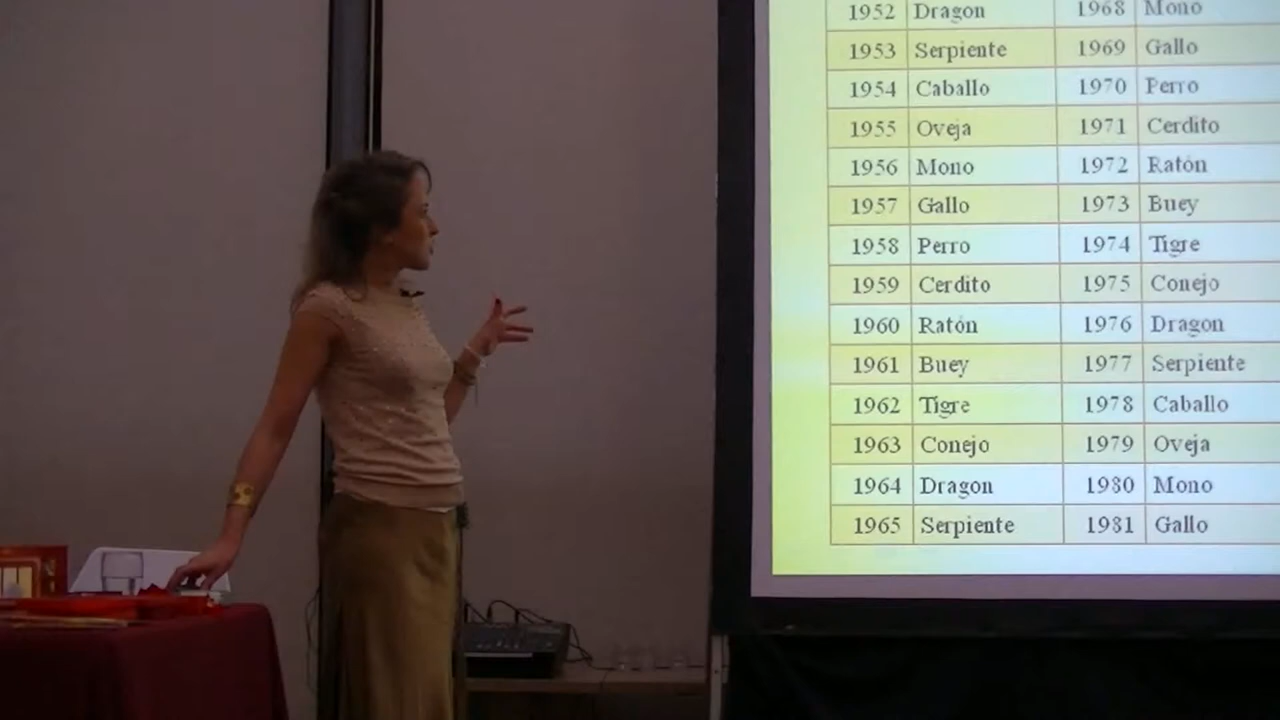 1952 Dragon 1968 Mono
1953 Serpiente 1969 Gallo
1954 Caballo 1970 Perro
1955 Oveja 1971 Cerdito
1956 Mono 1972 Ratón
1957 Gallo 1973 Buey
1958 Perro 1974 Tigre
1959 Cerdito 1975 Conejo
1960 Ratón 1976 Dragon
1961 Buey 1977 Serpiente
1962 Tigre 1978 Caballo
1963 Conejo 1979 Oveja
1964 Dragon 1980 Mono
1965 Serpiente 1981 Gallo